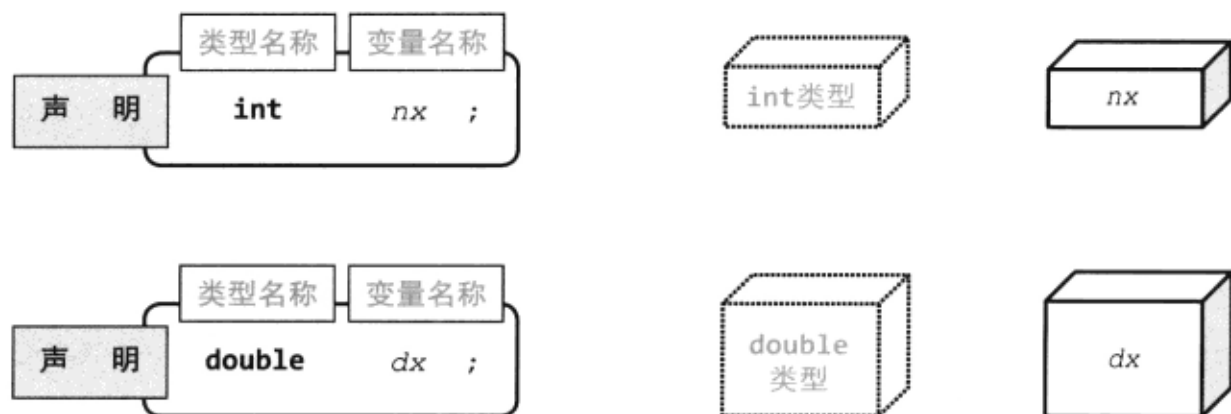 类型名称 变量名称
声 明 int nx ; int类型 nx
类型名称 变量名称
声 明 double dx ; double
类型 dx